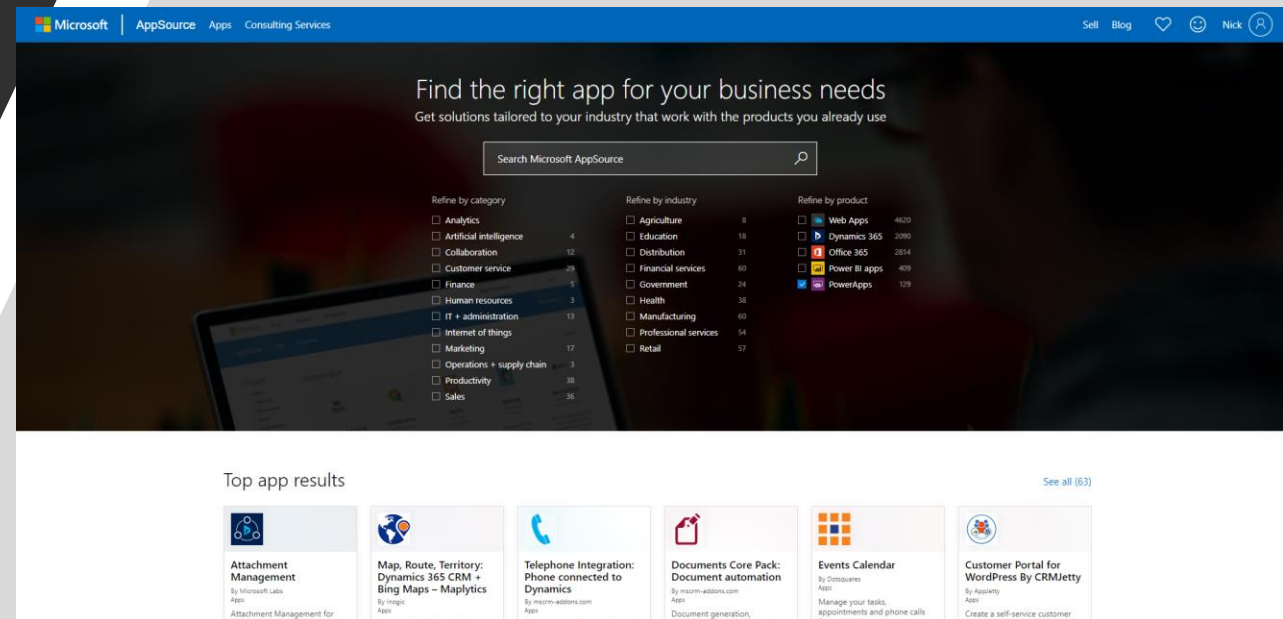 Microsoft AppSource Apps Consulting Services Sell Blog Nick
Find the right app for your business needs
Get solutions tailored to your industry that work with the products you already use
Search Microsoft AppSource
Refine by category
Analytics
Artificial intelligence 4
Collaboration 12
Customer service 29
Finance 5
Human resources 3
IT + administration 13
Internet of things
Marketing 17
Operations + supply chain 3
Productivity 38
Sales 36
Refine by industry
Agriculture 8
Education 18
Distribution 31
Financial services 60
Government 24
Health 38
Manufacturing 60
Professional services 54
Retail 57
Refine by product
Web Apps 4620
Dynamics 365 2090
Office 365 2814
Power BI apps 409
PowerApps 129
Top app results
See all (63)
Attachment
Management
By Microsoft Labs
Apps
Attachment Management for
Map, Route, Territory:
Dynamics 365 CRM +
Bing Maps – Maplytics
By Inogic
Apps
Telephone Integration:
Phone connected to
Dynamics
By mscrm-addons.com
Apps
Documents Core Pack:
Document automation
By mscrm-addons.com
Apps
Document generation,
Events Calendar
By Dotsquares
Apps
Manage your tasks,
appointments and phone calls
Customer Portal for
WordPress By CRMJetty
By AppJetty
Apps
Create a self-service customer